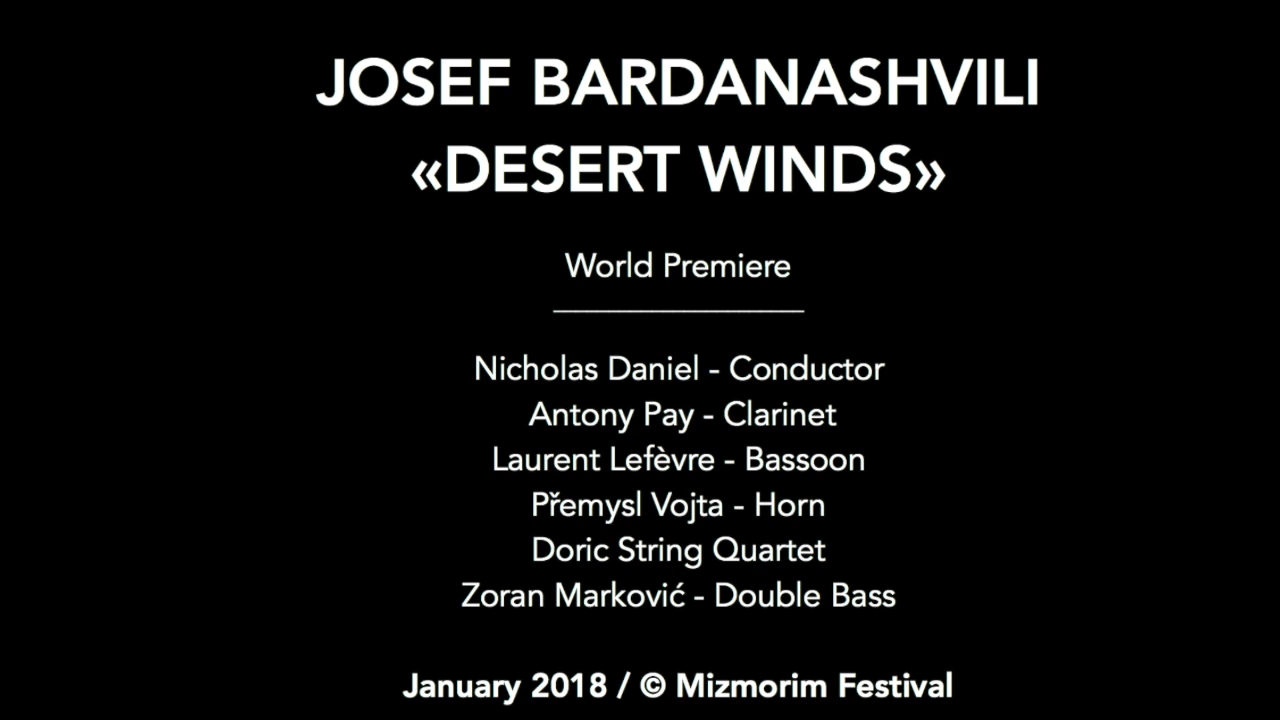 JOSEF BARDANASHVILI
«DESERT WINDS»
World Premiere
Nicholas Daniel - Conductor
Antony Pay - Clarinet
Laurent Lefèvre - Bassoon
Přemysl Vojta - Horn
Doric String Quartet
Zoran Marković - Double Bass
January 2018 / © Mizmorim Festival